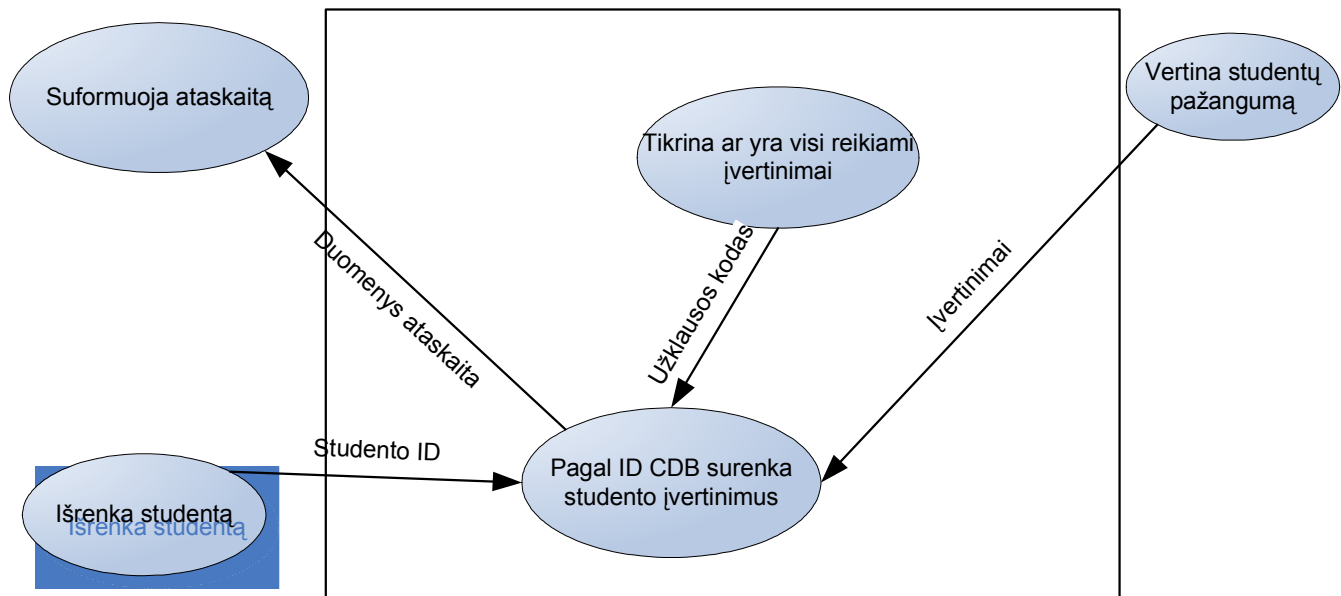 Suformuoja ataskaitą
Vertina studentų
pažangumą
Tikrina ar yra visi reikiami
įvertinimai
Duomenys ataskaita
Užklausos kodas
Įvertinimai
Studento ID
Pagal ID CDB surenka
studento įvertinimus
Išrenka studentą
Išrenka studentą